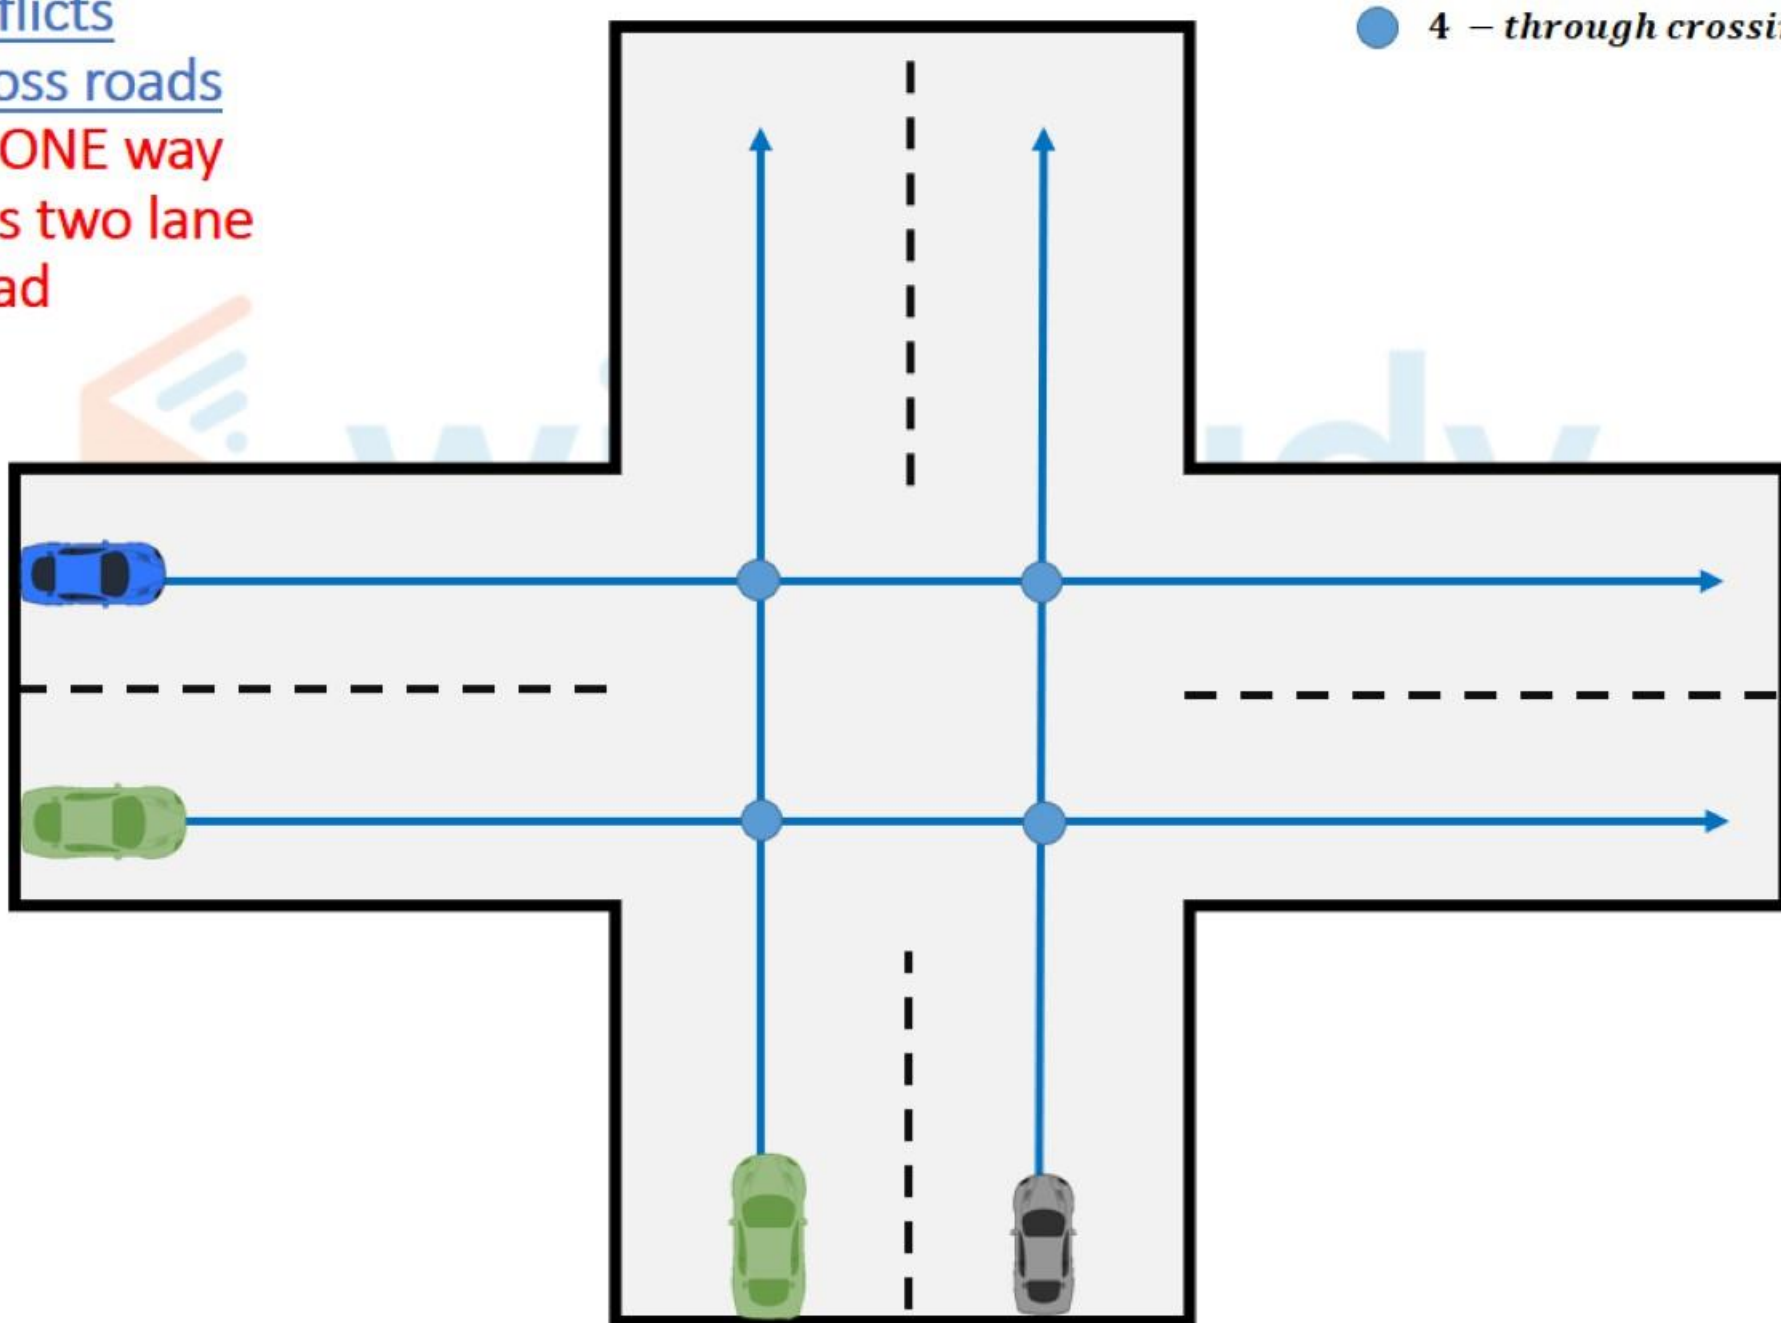 flicts
oss roads
ONE way
s two lane
ad
4 – through crossi